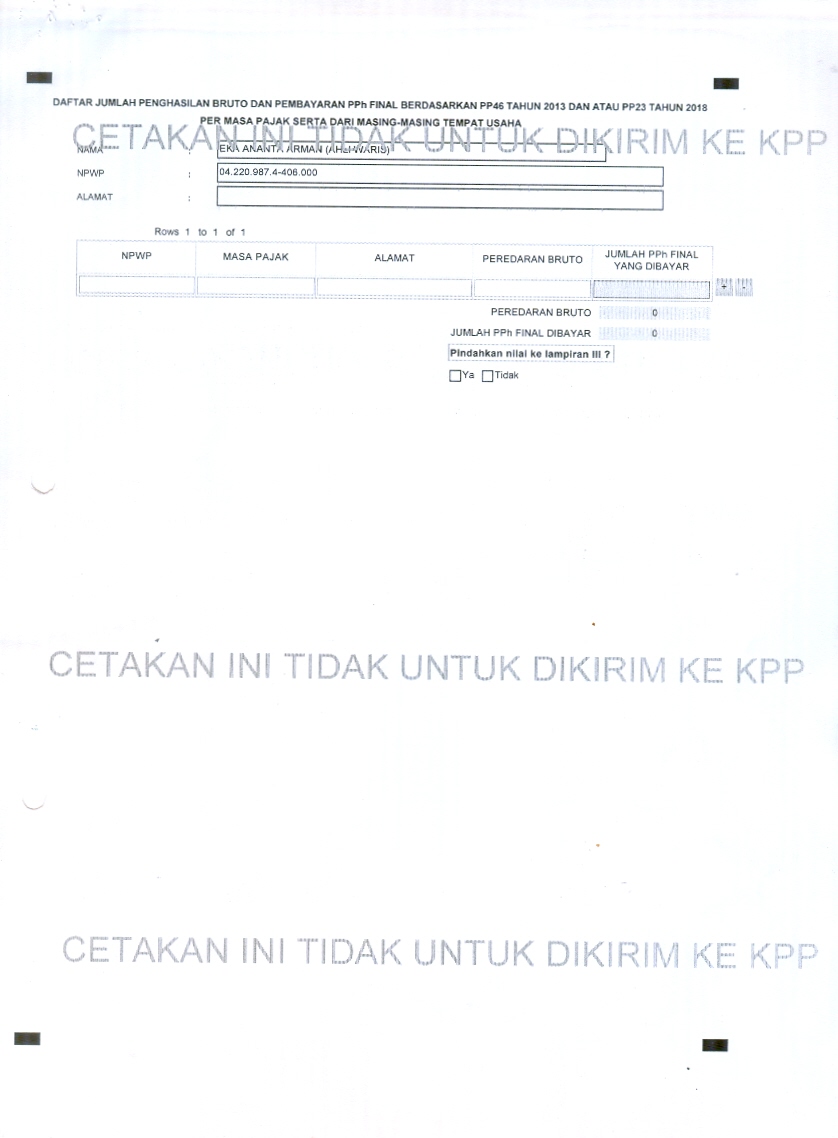 DAFTAR JUMLAH PENGHASILAN BRUTO DAN PEMBAYARAN PPh FINAL BERDASARKAN PP46 TAHUN 2013 DAN ATAU PP23 TAHUN 2018
PER MASA PAJAK SERTA DARI MASING-MASING TEMPAT USAHA
CETAKAN INI TIDAK UNTUK DIKIRIM KE KPP
NAMA : EKA ANANTA ARMAN (AHLI WARIS)
NPWP : 04.220.987.4-406.000
ALAMAT :
Rows 1 to 1 of 1
NPWP MASA PAJAK ALAMAT PEREDARAN BRUTO JUMLAH PPh FINAL YANG DIBAYAR
+ -
PEREDARAN BRUTO 0
JUMLAH PPh FINAL DIBAYAR 0
Pindahkan nilai ke lampiran III ?
Ya Tidak
CETAKAN INI TIDAK UNTUK DIKIRIM KE KPP
CETAKAN INI TIDAK UNTUK DIKIRIM KE KPP